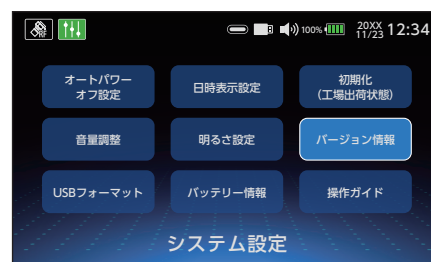 RF
100%
20XX
11/23 12:34
オートパワー
オフ設定
日時表示設定
初期化
(工場出荷状態)
音量調整
明るさ設定
バージョン情報
USBフォーマット
バッテリー情報
操作ガイド
システム設定